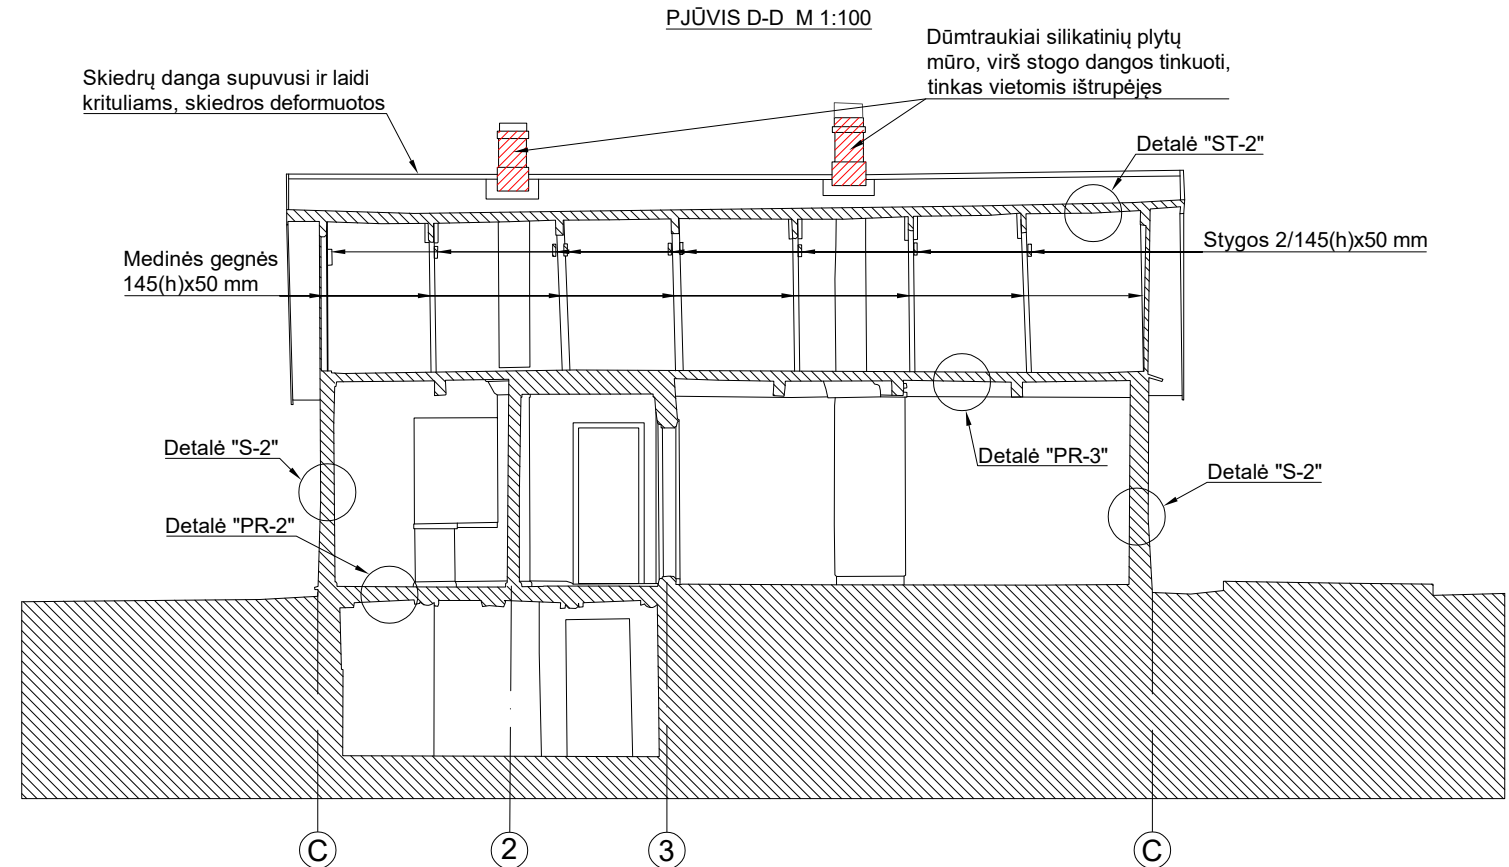 PJŪVIS D-D M 1:100
Dūmtraukiai silikatinių plytų
mūro, virš stogo dangos tinkuoti,
tinkas vietomis ištrupėjęs
Skiedrų danga supuvusi ir laidi
krituliams, skiedros deformuotos
Detalė "ST-2"
Medinės gegnės
145(h)x50 mm
Stygos 2/145(h)x50 mm
Detalė "S-2"
Detalė "PR-3"
Detalė "S-2"
Detalė "PR-2"
C
2
3
C